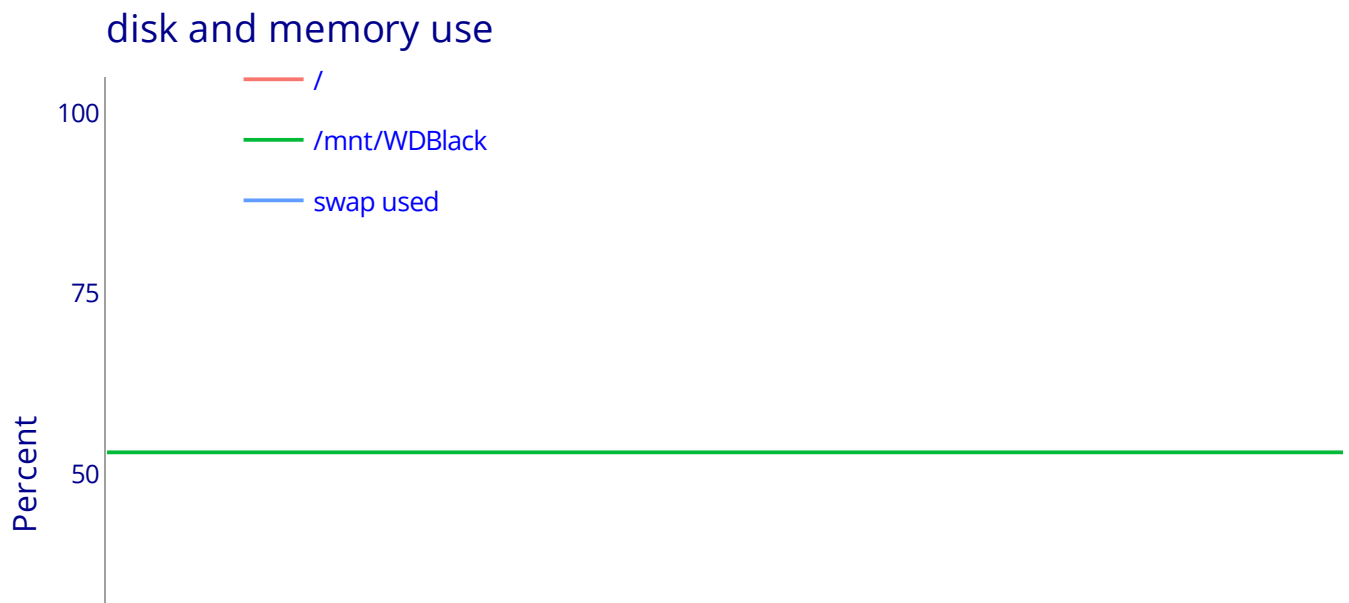 disk and memory use
/
100
/mnt/WDBlack
swap used
75
Percent
50